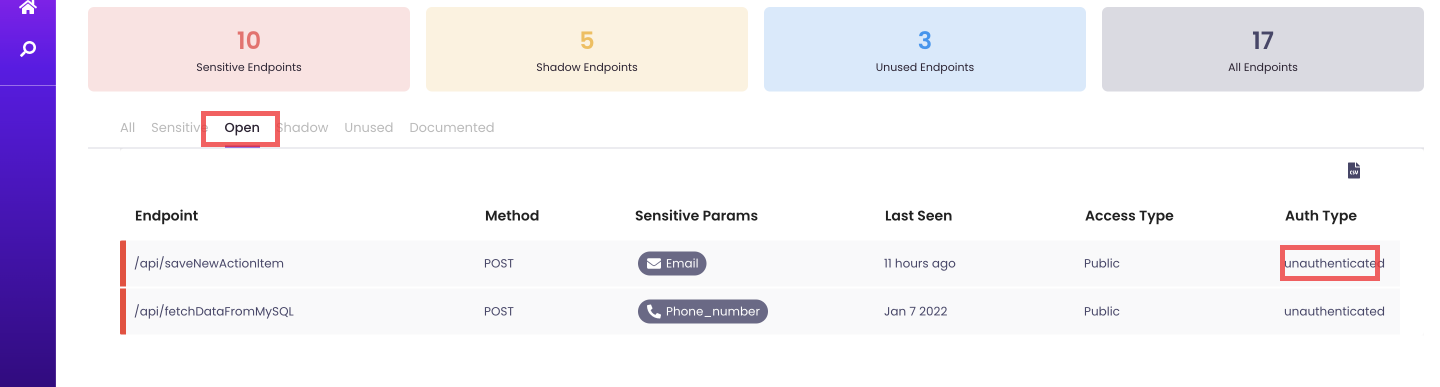 10
Sensitive Endpoints
5
Shadow Endpoints
3
Unused Endpoints
17
All Endpoints
All Sensitive Open Shadow Unused Documented
CSV
Endpoint Method Sensitive Params Last Seen Access Type Auth Type
/api/saveNewActionItem POST Email 11 hours ago Public unauthenticated
/api/fetchDataFromMySQL POST Phone_number Jan 7 2022 Public unauthenticated